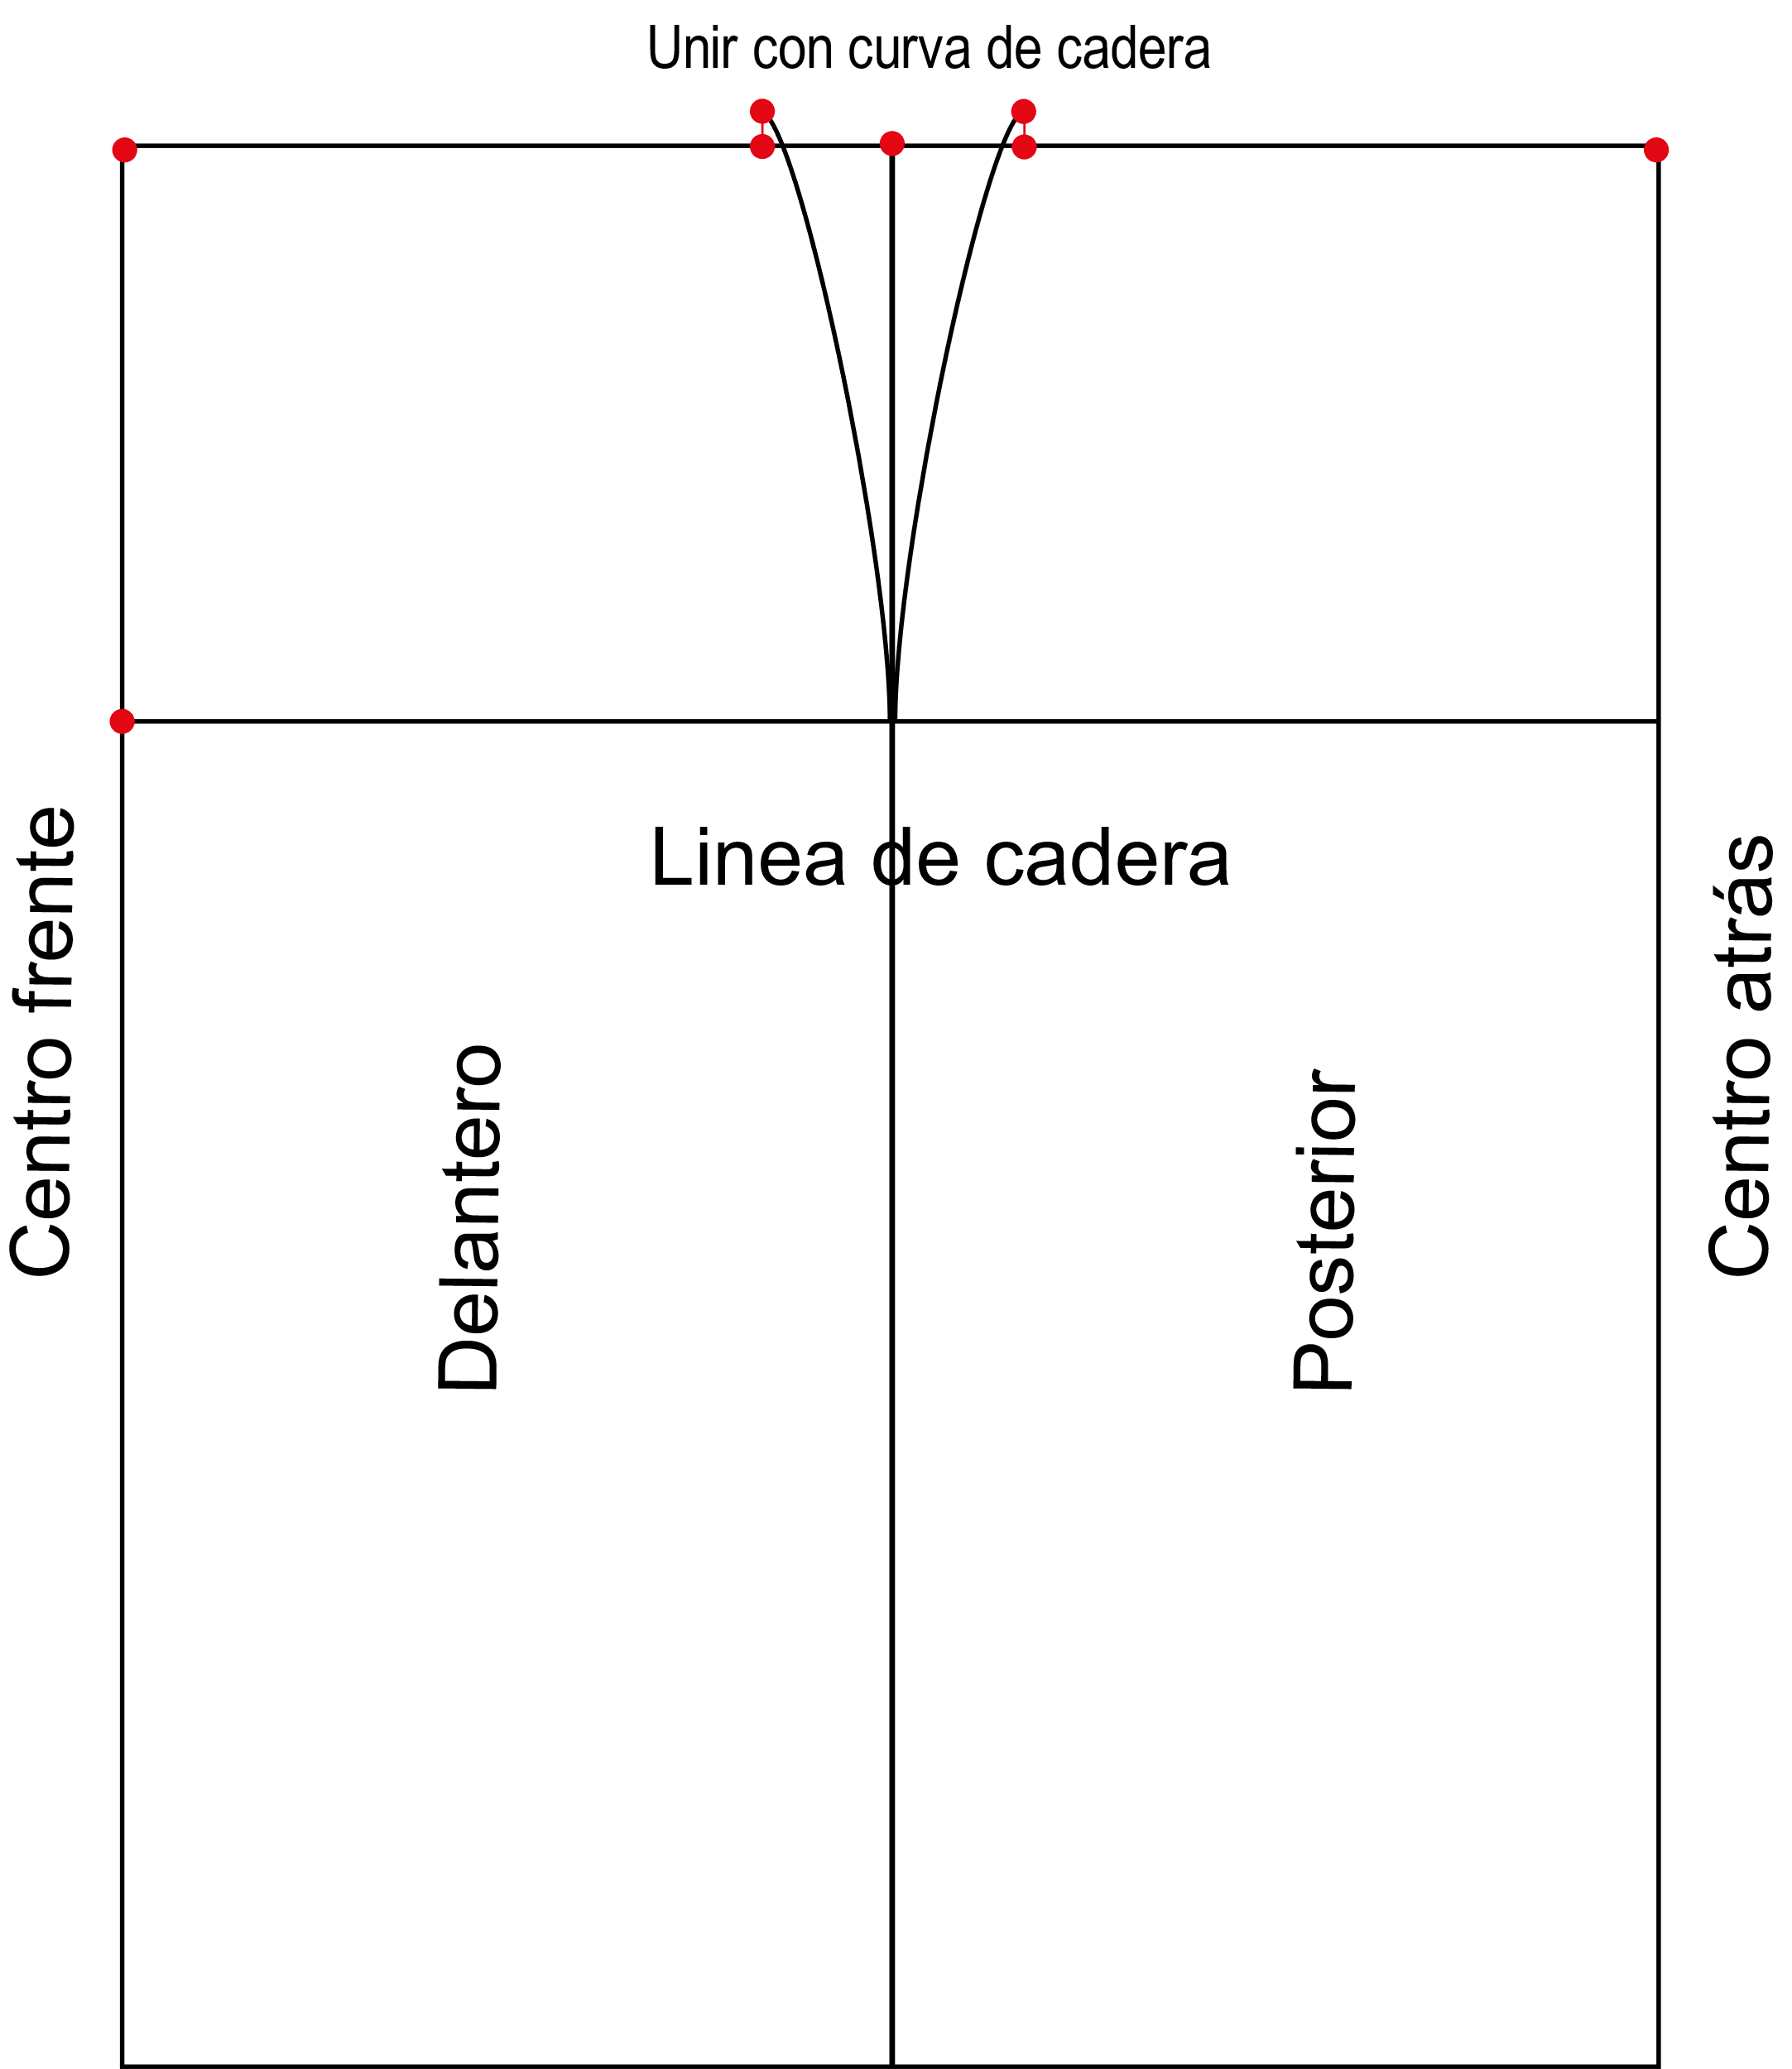 Unir con curva de cadera
Linea de cadera
Centro frente
Delantero
Posterior
Centro atrás